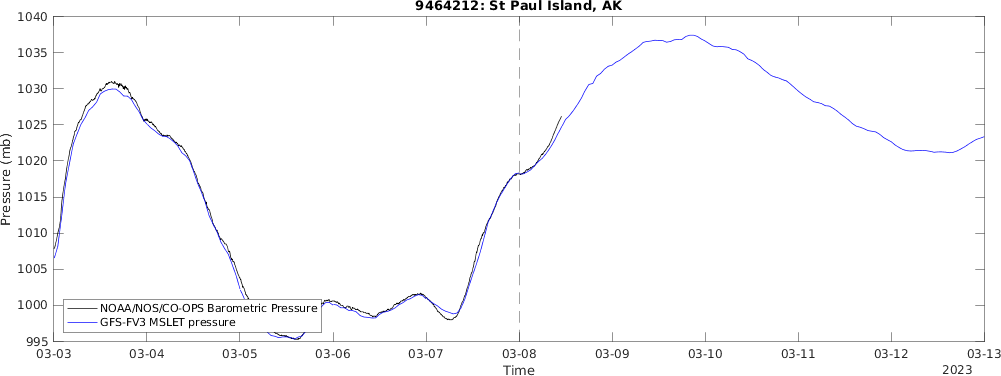 9464212: St Paul Island, AK
1040
1035
1030
1025
1020
1015
1010
1005
1000
995
Pressure (mb)
NOAA/NOS/CO-OPS Barometric Pressure
GFS-FV3 MSLET pressure
03-03 03-04 03-05 03-06 03-07 03-08 03-09 03-10 03-11 03-12 03-13
Time
2023